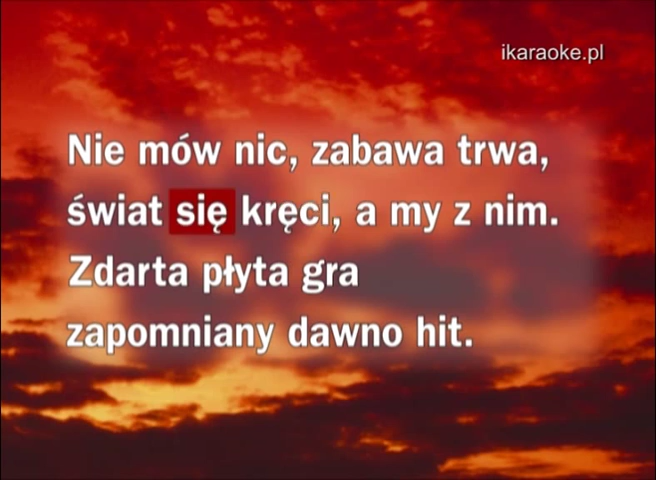 ikaraoke.pl
Nie mów nic, zabawa trwa,
świat się kręci, a my z nim.
Zdarta płyta gra
zapomniany dawno hit.